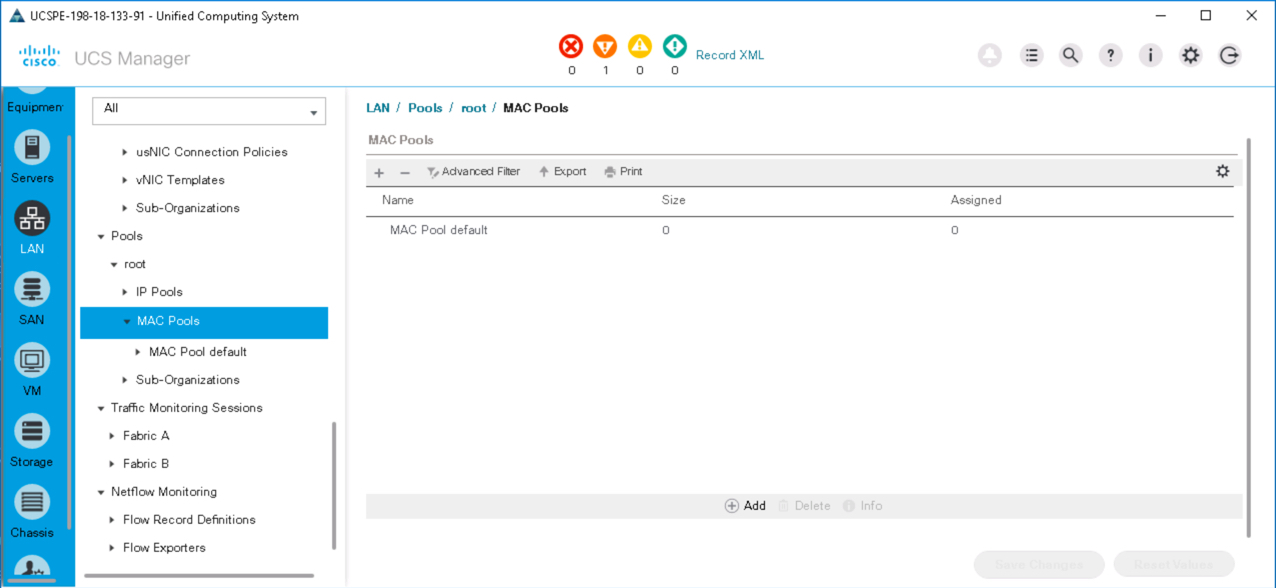 UCSPE-198-18-133-91 - Unified Computing System
cisco UCS Manager
0 1 0 0
Record XML
Equipmen
Servers
LAN
SAN
VM
Storage
Chassis
All
usNIC Connection Policies
vNIC Templates
Sub-Organizations
Pools
root
IP Pools
MAC Pools
MAC Pool default
Sub-Organizations
Traffic Monitoring Sessions
Fabric A
Fabric B
Netflow Monitoring
Flow Record Definitions
Flow Exporters
LAN / Pools / root / MAC Pools
MAC Pools
+ − Advanced Filter Export Print
Name Size Assigned
MAC Pool default 0 0
Add Delete Info
Save Changes Reset Values